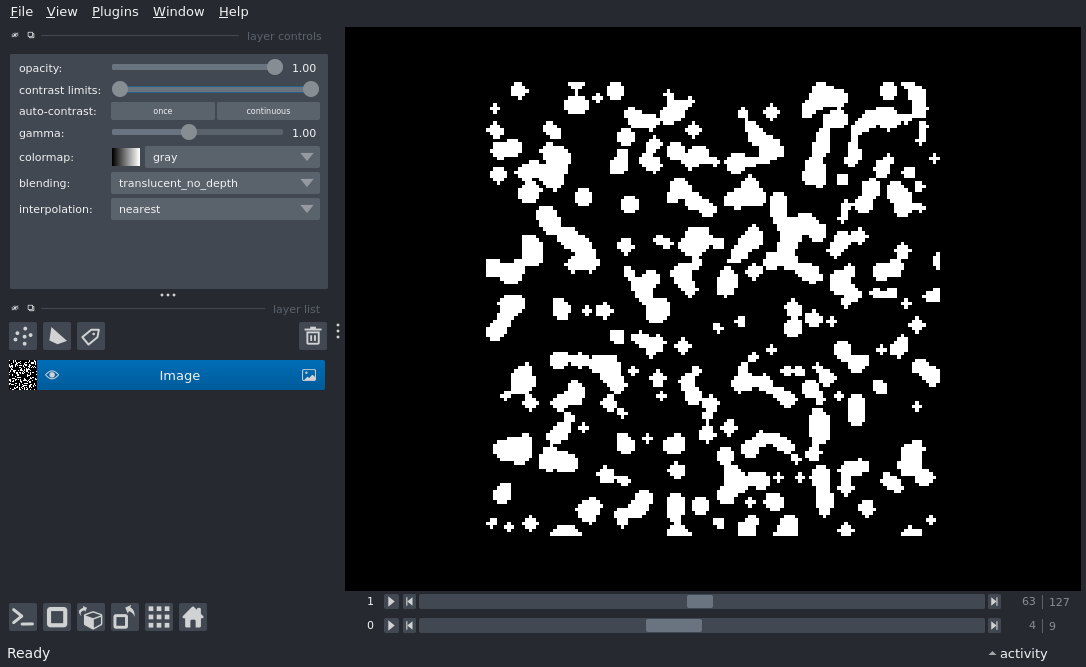 File View Plugins Window Help
layer controls
opacity: 1.00
contrast limits:
auto-contrast: once continuous
gamma: 1.00
colormap: gray
blending: translucent_no_depth
interpolation: nearest
layer list
Image
1 63 127
0 4 9
Ready activity